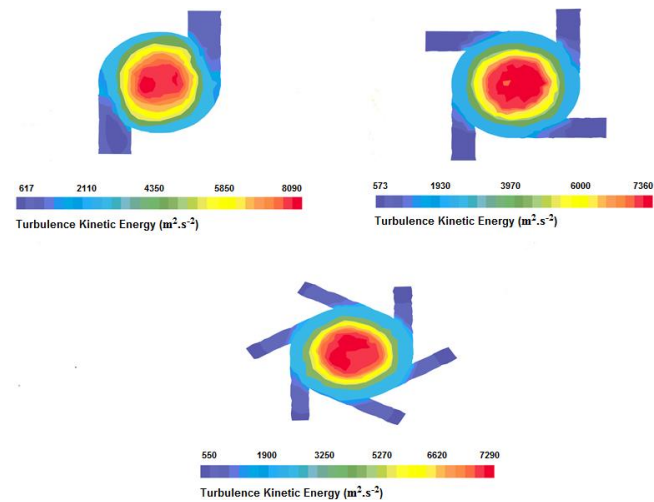 617 2110 4350 5850 8090
Turbulence Kinetic Energy (m².s⁻²)
573 1930 3970 6000 7360
Turbulence Kinetic Energy (m².s⁻²)
550 1900 3250 5270 6620 7290
Turbulence Kinetic Energy (m².s⁻²)